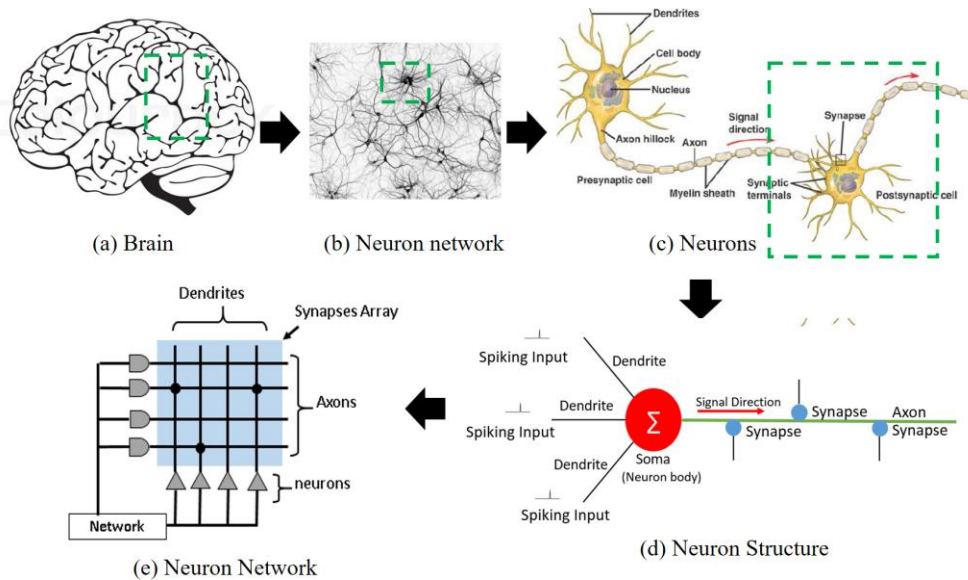 Dendrites
Cell body
Nucleus
Axon hillock
Signal
direction
Synapse
Axon
Presynaptic cell
Myelin sheath
Synaptic
terminals
Postsynaptic cell
(a) Brain
(b) Neuron network
(c) Neurons
Dendrites
Synapses Array
Axons
neurons
Network
(e) Neuron Network
Spiking Input
Dendrite
Spiking Input
Dendrite
Dendrite
Spiking Input
Σ
Soma
(Neuron body)
Signal Direction
Synapse
Synapse
Axon
Synapse
(d) Neuron Structure